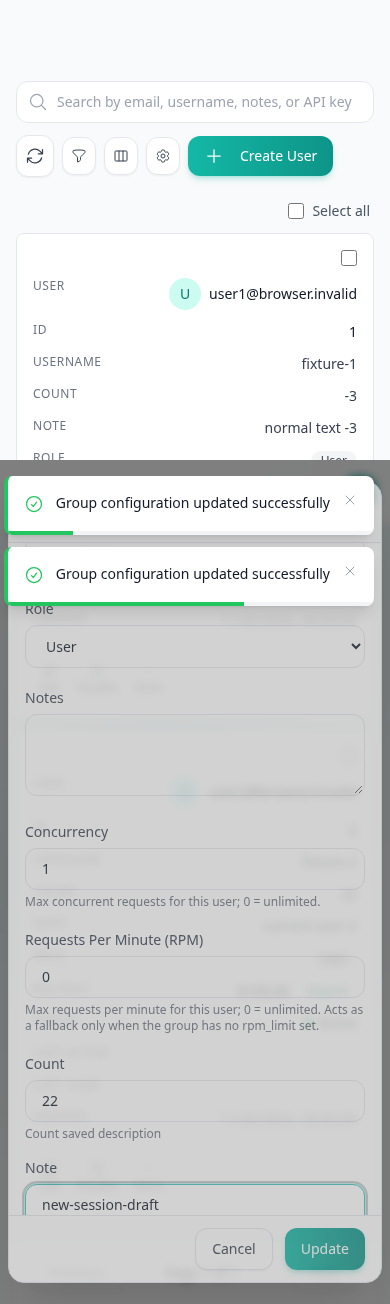 Search by email, username, notes, or API key
Create User
Select all
USER
U user1@browser.invalid
ID
1
USERNAME
fixture-1
COUNT
-3
NOTE
normal text -3
ROLE
User
Group configuration updated successfully
Group configuration updated successfully
Role
User
Notes
Concurrency
1
Max concurrent requests for this user; 0 = unlimited.
Requests Per Minute (RPM)
0
Max requests per minute for this user; 0 = unlimited. Acts as
a fallback only when the group has no rpm_limit set.
Count
22
Count saved description
Note
new-session-draft
Cancel
Update